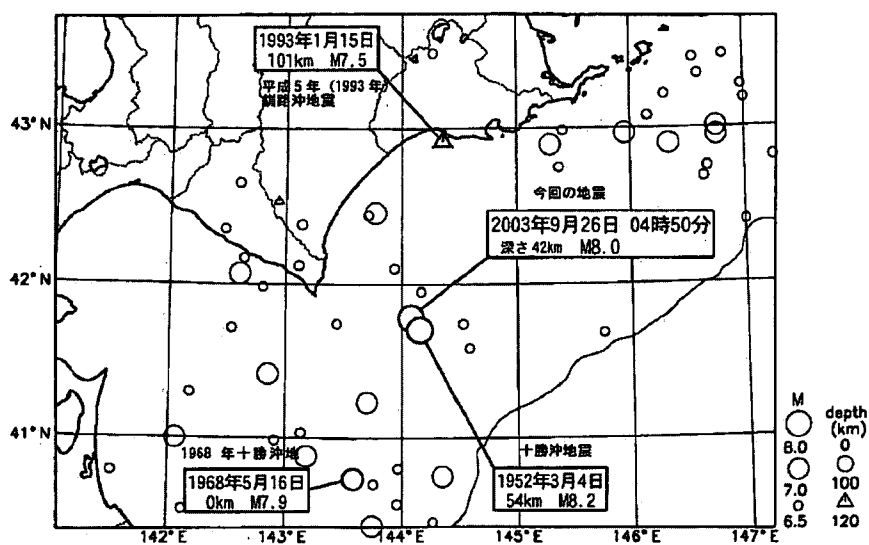 1993年1月15日
101km M7.5
平成5年(1993年)
釧路沖地震
43°N
今回の地震
2003年9月26日 04時50分
深さ42km M8.0
42°N
41°N
1968 年十勝沖地
1968年5月16日
0km M7.9
十勝沖地震
1952年3月4日
54km M8.2
142°E
143°E
144°E
145°E
146°E
147°E
M
8.0
7.0
6.5
depth
(km)
0
100
120